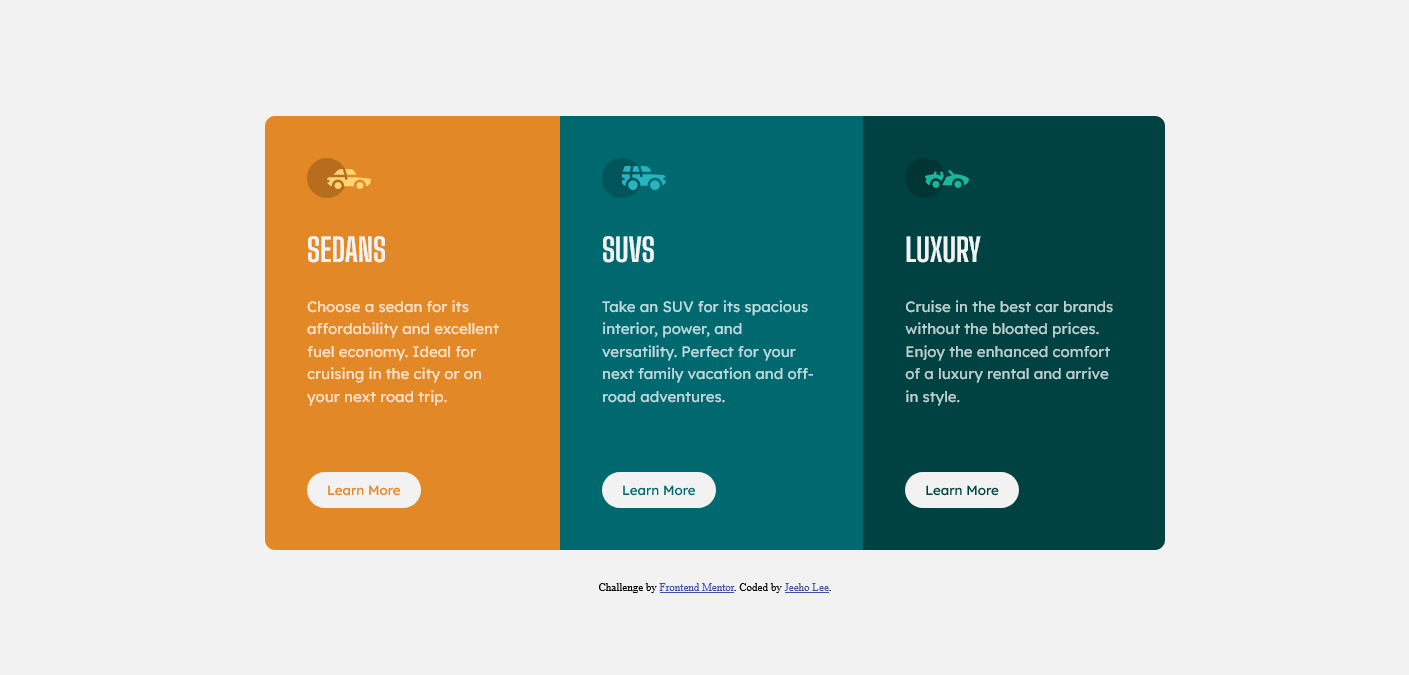 SEDANS
Choose a sedan for its
affordability and excellent
fuel economy. Ideal for
cruising in the city or on
your next road trip.
Learn More
SUVS
Take an SUV for its spacious
interior, power, and
versatility. Perfect for your
next family vacation and off-
road adventures.
Learn More
LUXURY
Cruise in the best car brands
without the bloated prices.
Enjoy the enhanced comfort
of a luxury rental and arrive
in style.
Learn More
Challenge by Frontend Mentor. Coded by Jeeho Lee.